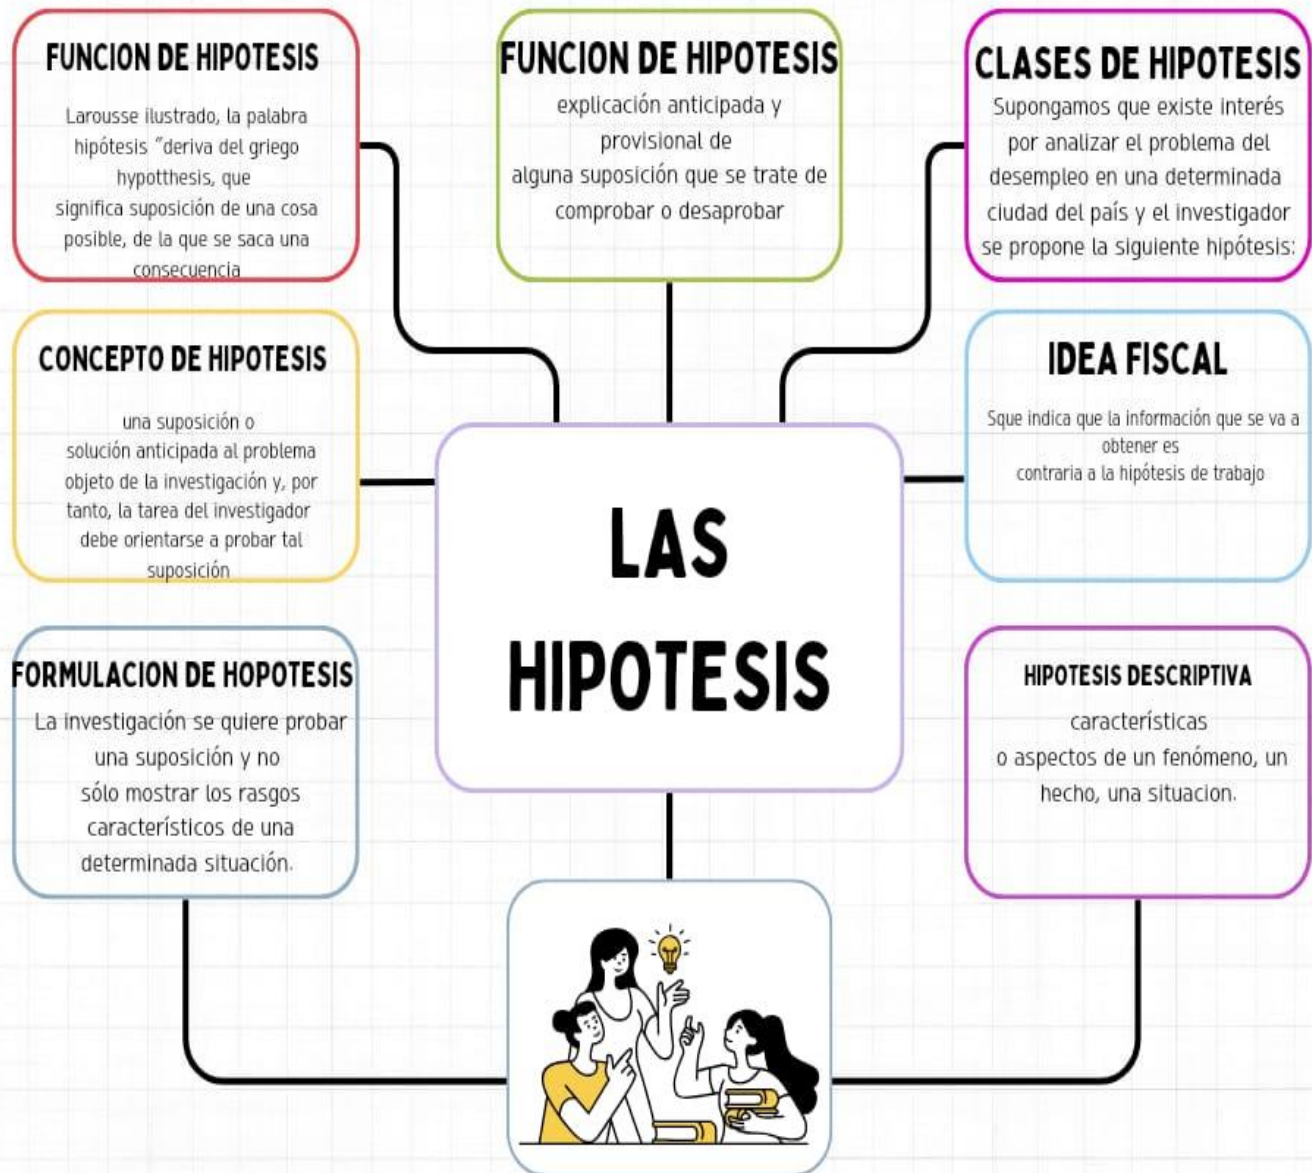 FUNCION DE HIPOTESIS
Larousse ilustrado, la palabra
hipótesis “deriva del griego
hypotthesis, que
significa suposición de una cosa
posible, de la que se saca una
consecuencia
FUNCION DE HIPOTESIS
explicación anticipada y
provisional de
alguna suposición que se trate de
comprobar o desaprobar
CLASES DE HIPOTESIS
Supongamos que existe interés
por analizar el problema del
desempleo en una determinada
ciudad del país y el investigador
se propone la siguiente hipótesis:
CONCEPTO DE HIPOTESIS
una suposición o
solución anticipada al problema
objeto de la investigación y, por
tanto, la tarea del investigador
debe orientarse a probar tal
suposición
LAS
HIPOTESIS
IDEA FISCAL
Sque indica que la información que se va a
obtener es
contraria a la hipótesis de trabajo
FORMULACION DE HOPOTESIS
La investigación se quiere probar
una suposición y no
sólo mostrar los rasgos
característicos de una
determinada situación.
HIPOTESIS DESCRIPTIVA
características
o aspectos de un fenómeno, un
hecho, una situacion.